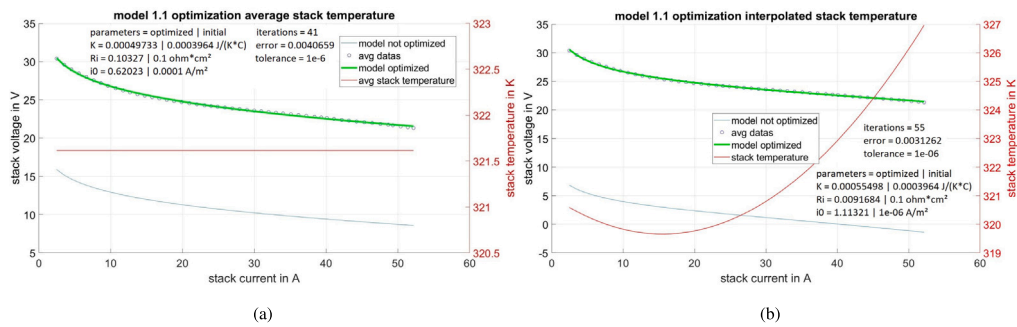 model 1.1 optimization average stack temperature
parameters = optimized | initial
K = 0.00049733 | 0.0003964 J/(K*C)
Ri = 0.10327 | 0.1 ohm*cm²
i0 = 0.62023 | 0.0001 A/m²
iterations = 41
error = 0.0040659
tolerance = 1e-6
model not optimized
avg datas
model optimized
avg stack temperature
stack voltage in V
35
30
25
20
15
10
5
stack temperature in K
323
322.5
322
321.5
321
320.5
0 10 20 30 40 50 60
stack current in A
(a)
model 1.1 optimization interpolated stack temperature
model not optimized
avg datas
model optimized
stack temperature
iterations = 55
error = 0.0031262
tolerance = 1e-06
parameters = optimized | initial
K = 0.00055498 | 0.0003964 J/(K*C)
Ri = 0.0091684 | 0.1 ohm*cm²
i0 = 1.11321 | 1e-06 A/m²
stack voltage in V
35
30
25
20
15
10
5
0
-5
stack temperature in K
327
326
325
324
323
322
321
320
319
0 10 20 30 40 50 60
stack current in A
(b)